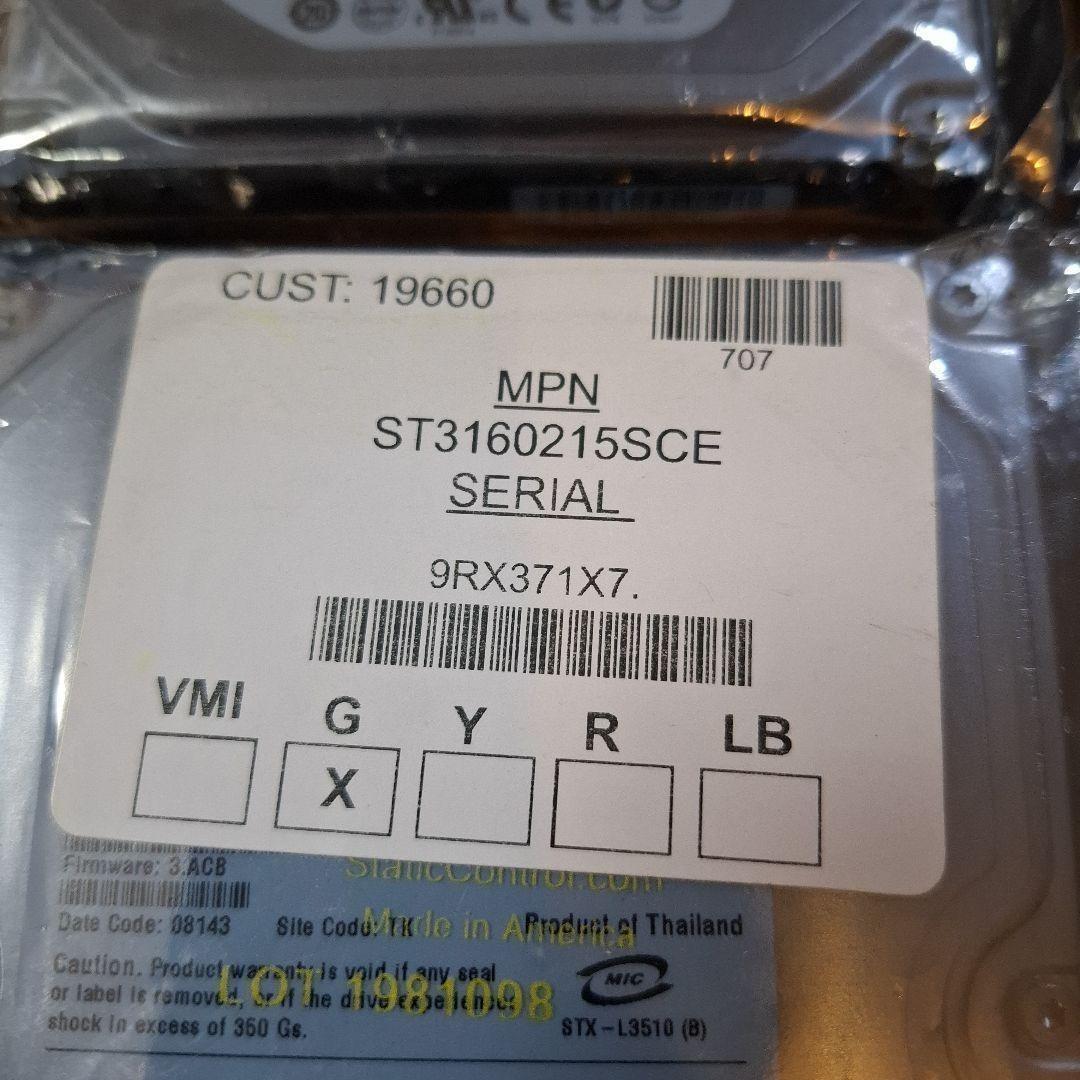 CUST: 19660
707
MPN
ST3160215SCE
SERIAL
9RX371X7.
VMI G Y R LB
X
Firmware: 3.ACB
StaticControl.com
Date Code: 08143 Site Code: TK Product of Thailand
Made in America
Caution. Product warranty is void if any seal
or label is removed, or if the drive experiences
shock in excess of 350 Gs.
LOT 1981098
MIC
STX-L3510 (B)